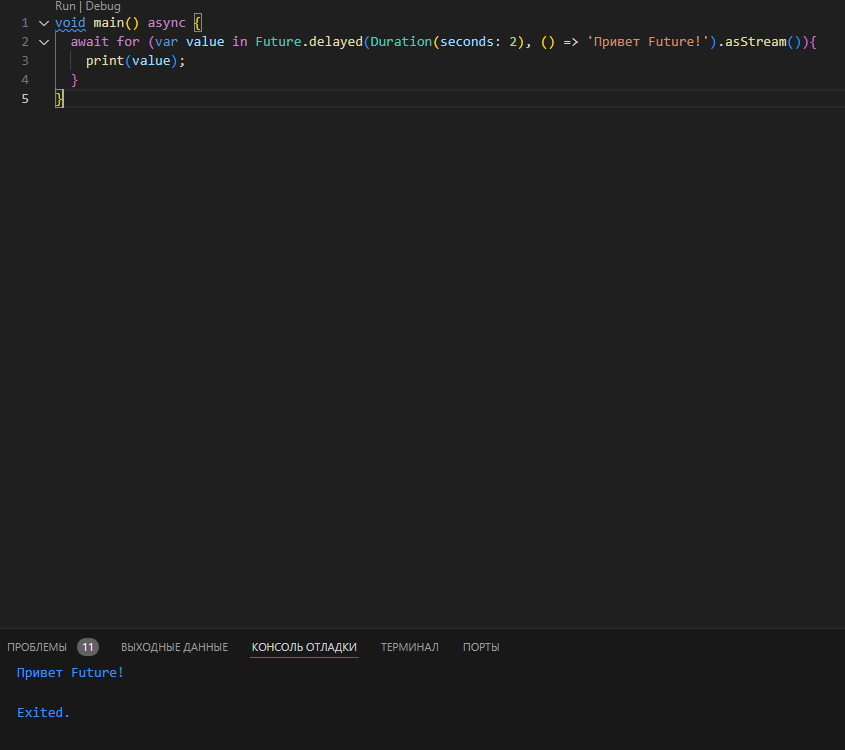 Run | Debug
1 void main() async {
2 await for (var value in Future.delayed(Duration(seconds: 2), () => 'Привет Future!').asStream()){
3 print(value);
4 }
5 }
ПРОБЛЕМЫ 11 ВЫХОДНЫЕ ДАННЫЕ КОНСОЛЬ ОТЛАДКИ ТЕРМИНАЛ ПОРТЫ
Привет Future!
Exited.